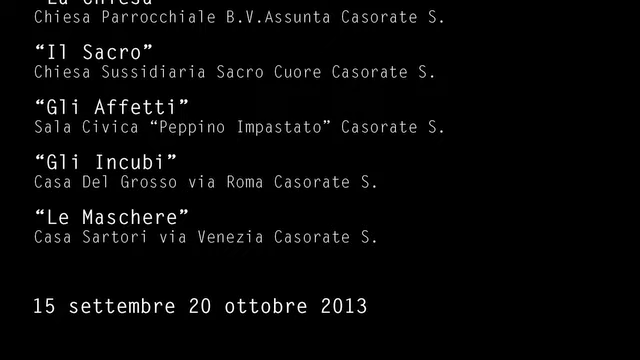 Chiesa Parrocchiale B.V.Assunta Casorate S.
“Il Sacro”
Chiesa Sussidiaria Sacro Cuore Casorate S.
“Gli Affetti”
Sala Civica “Peppino Impastato” Casorate S.
“Gli Incubi”
Casa Del Grosso via Roma Casorate S.
“Le Maschere”
Casa Sartori via Venezia Casorate S.
15 settembre 20 ottobre 2013